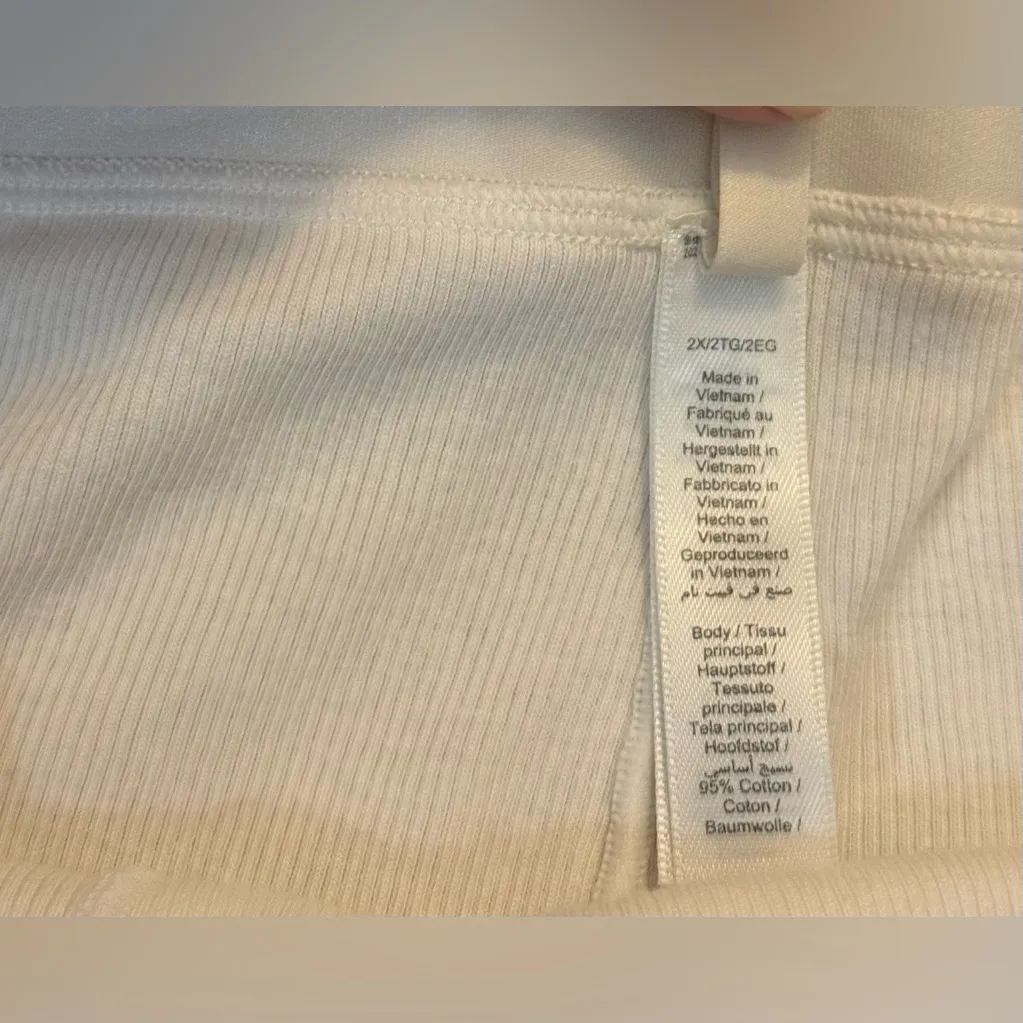 2X/2TG/2EG
Made in
Vietnam /
Fabriqué au
Vietnam /
Hergestellt in
Vietnam /
Fabbricato in
Vietnam /
Hecho en
Vietnam /
Geproduceerd
in Vietnam /
صنع في فيت نام
Body / Tissu
principal /
Hauptstoff /
Tessuto
principale /
Tela principal /
Hoofdstof /
نسيج أساسي
95% Cotton /
Coton /
Baumwolle /